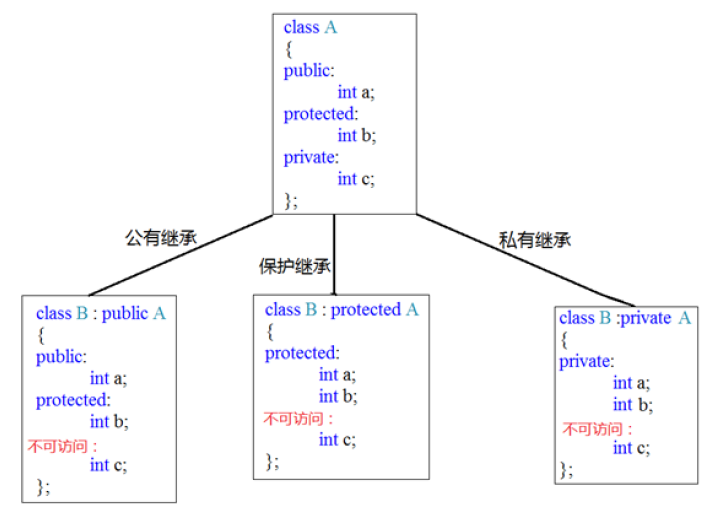 class A
{
public:
int a;
protected:
int b;
private:
int c;
};
公有继承
保护继承
私有继承
class B : public A
{
public:
int a;
protected:
int b;
不可访问：
int c;
};
class B : protected A
{
protected:
int a;
int b;
不可访问：
int c;
};
class B :private A
{
private:
int a;
int b;
不可访问：
int c;
};